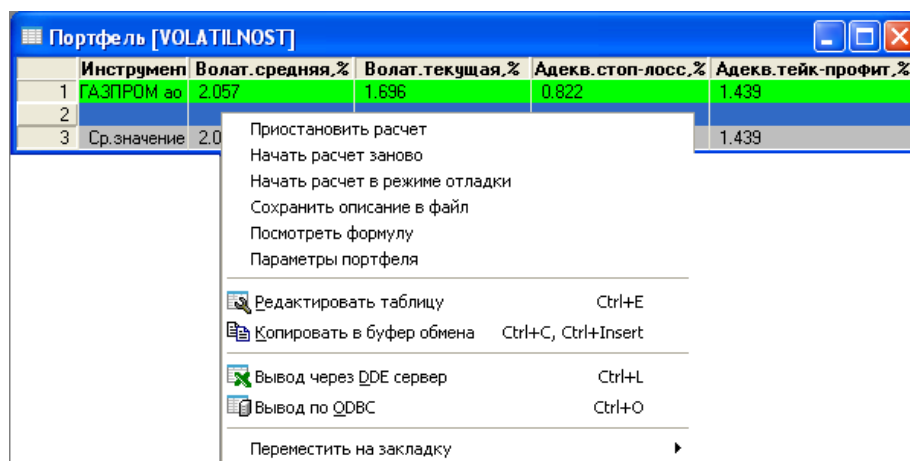 Портфель [VOLATILNOST]
Инструмен Волат.средняя,% Волат.текущая,% Адекв.стоп-лосс,% Адекв.тейк-профит,%
1 ГАЗПРОМ ао 2.057 1.696 0.822 1.439
2
3 Ср.значение 2.0 1.439
Приостановить расчет
Начать расчет заново
Начать расчет в режиме отладки
Сохранить описание в файл
Посмотреть формулу
Параметры портфеля
Редактировать таблицу Ctrl+E
Копировать в буфер обмена Ctrl+C, Ctrl+Insert
Вывод через DDE сервер Ctrl+L
Вывод по ODBC Ctrl+O
Переместить на закладку